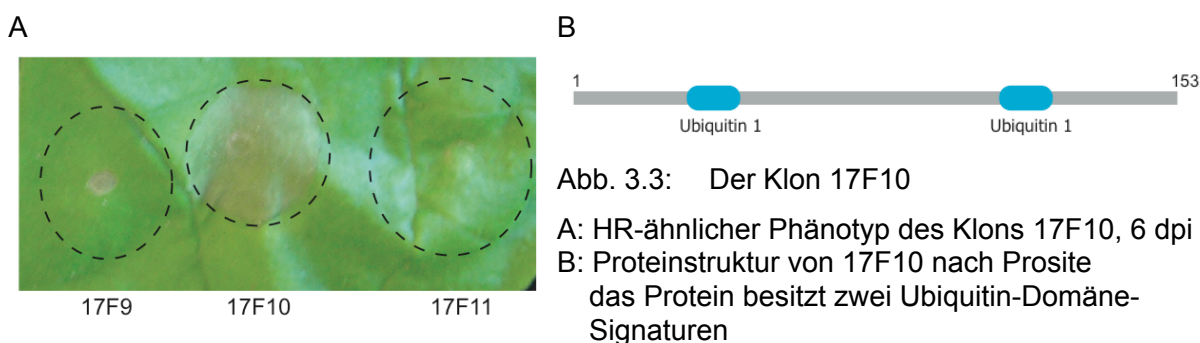 A
17F9 17F10 17F11
B
1 153
Ubiquitin 1 Ubiquitin 1
Abb. 3.3: Der Klon 17F10
A: HR-ähnlicher Phänotyp des Klons 17F10, 6 dpi
B: Proteinstruktur von 17F10 nach Prosite
das Protein besitzt zwei Ubiquitin-Domäne-
Signaturen